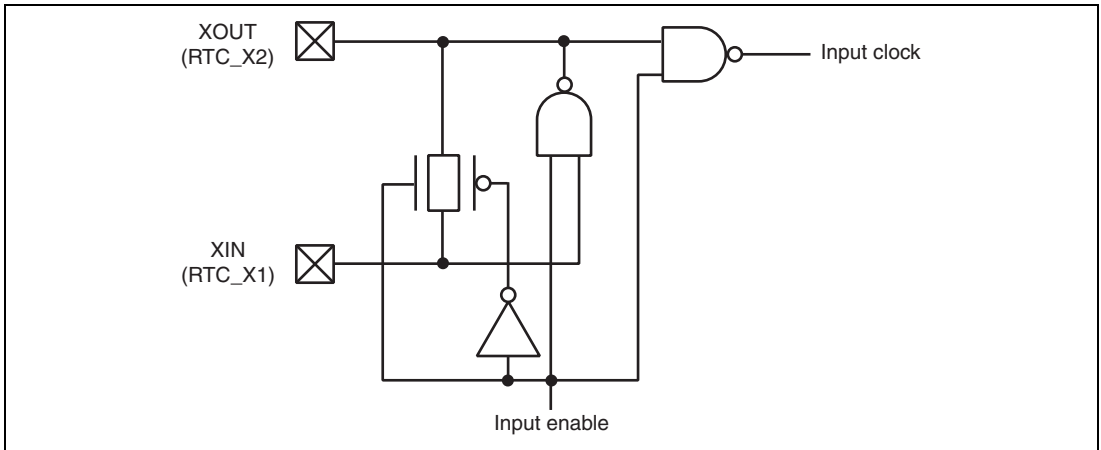 XOUT
(RTC_X2)
Input clock
XIN
(RTC_X1)
Input enable